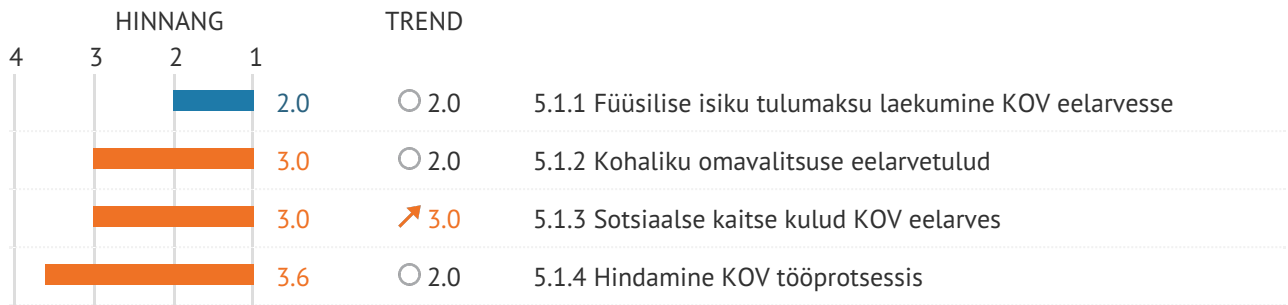 HINNANG TREND
4 3 2 1
2.0 2.0 5.1.1 Füüsilise isiku tulumaksu laekumine KOV eelarvesse
3.0 2.0 5.1.2 Kohaliku omavalitsuse eelarvetulud
3.0 3.0 5.1.3 Sotsiaalse kaitse kulud KOV eelarves
3.6 2.0 5.1.4 Hindamine KOV tööprotsessis